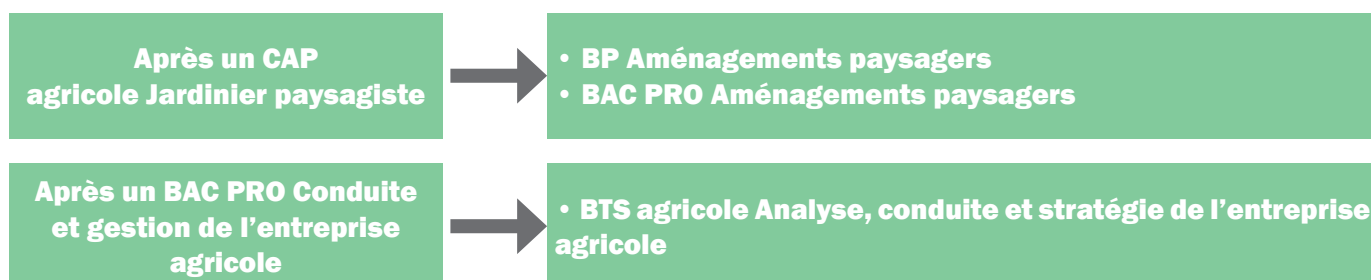 Après un CAP
agricole Jardinier paysagiste
• BP Aménagements paysagers
• BAC PRO Aménagements paysagers
Après un BAC PRO Conduite
et gestion de l’entreprise
agricole
• BTS agricole Analyse, conduite et stratégie de l’entreprise
agricole